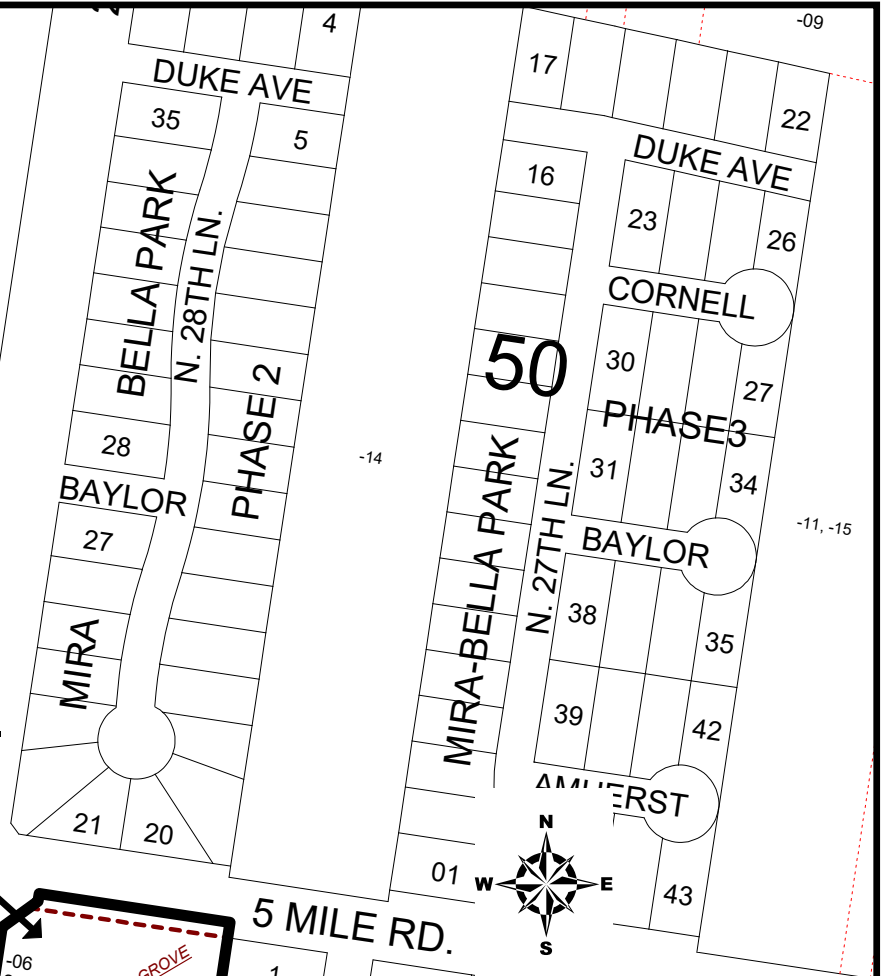 4
-09
17
22
DUKE AVE
35
5
DUKE AVE
16
23
26
BELLA PARK
N. 28TH LN.
CORNELL
50
30
27
PHASE 2
PHASE3
28
-14
31
34
BAYLOR
MIRA-BELLA PARK
N. 27TH LN.
-11, -15
27
BAYLOR
38
35
MIRA
39
42
AMHERST
21
20
01
43
N
W
E
S
5 MILE RD.
-06
GROVE
1